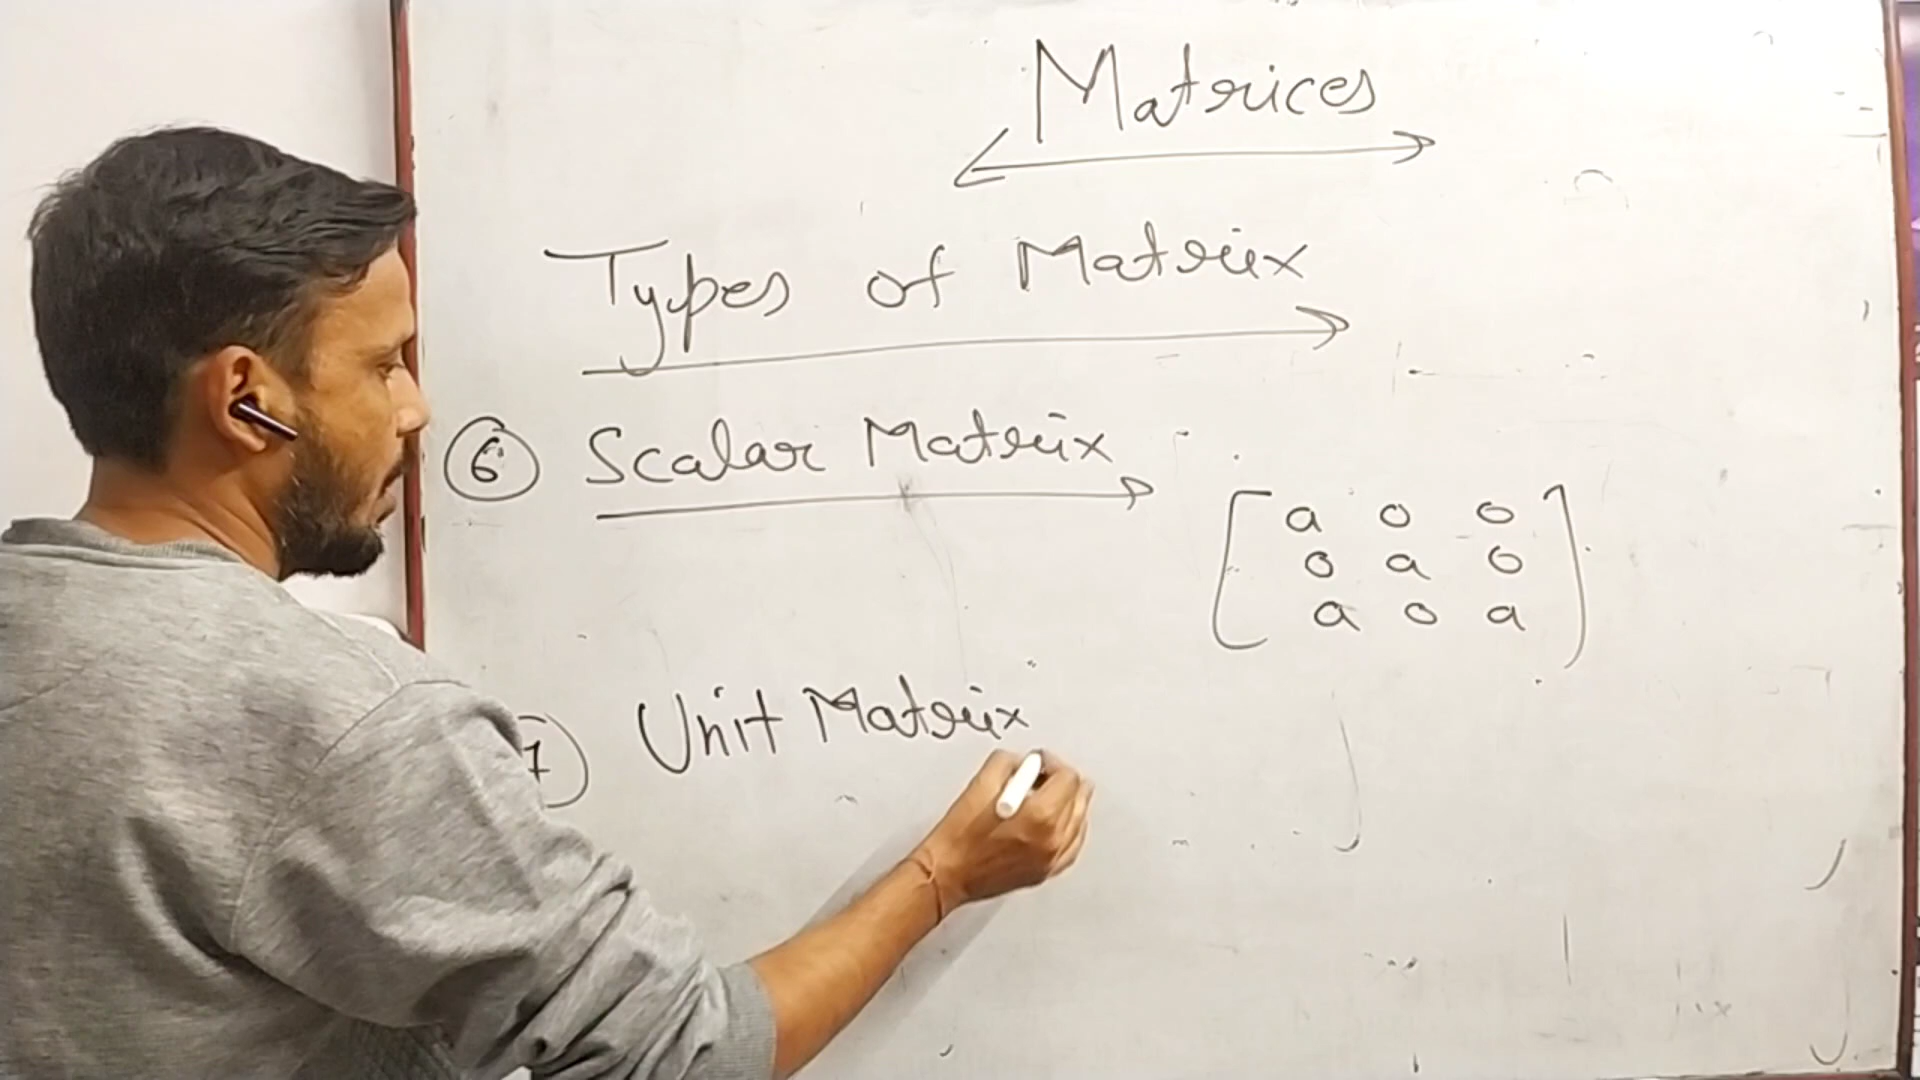 Matrices
Types of Matrix
6 Scalar Matrix
a 0 0
0 a 0
a 0 a
7 Unit Matrix